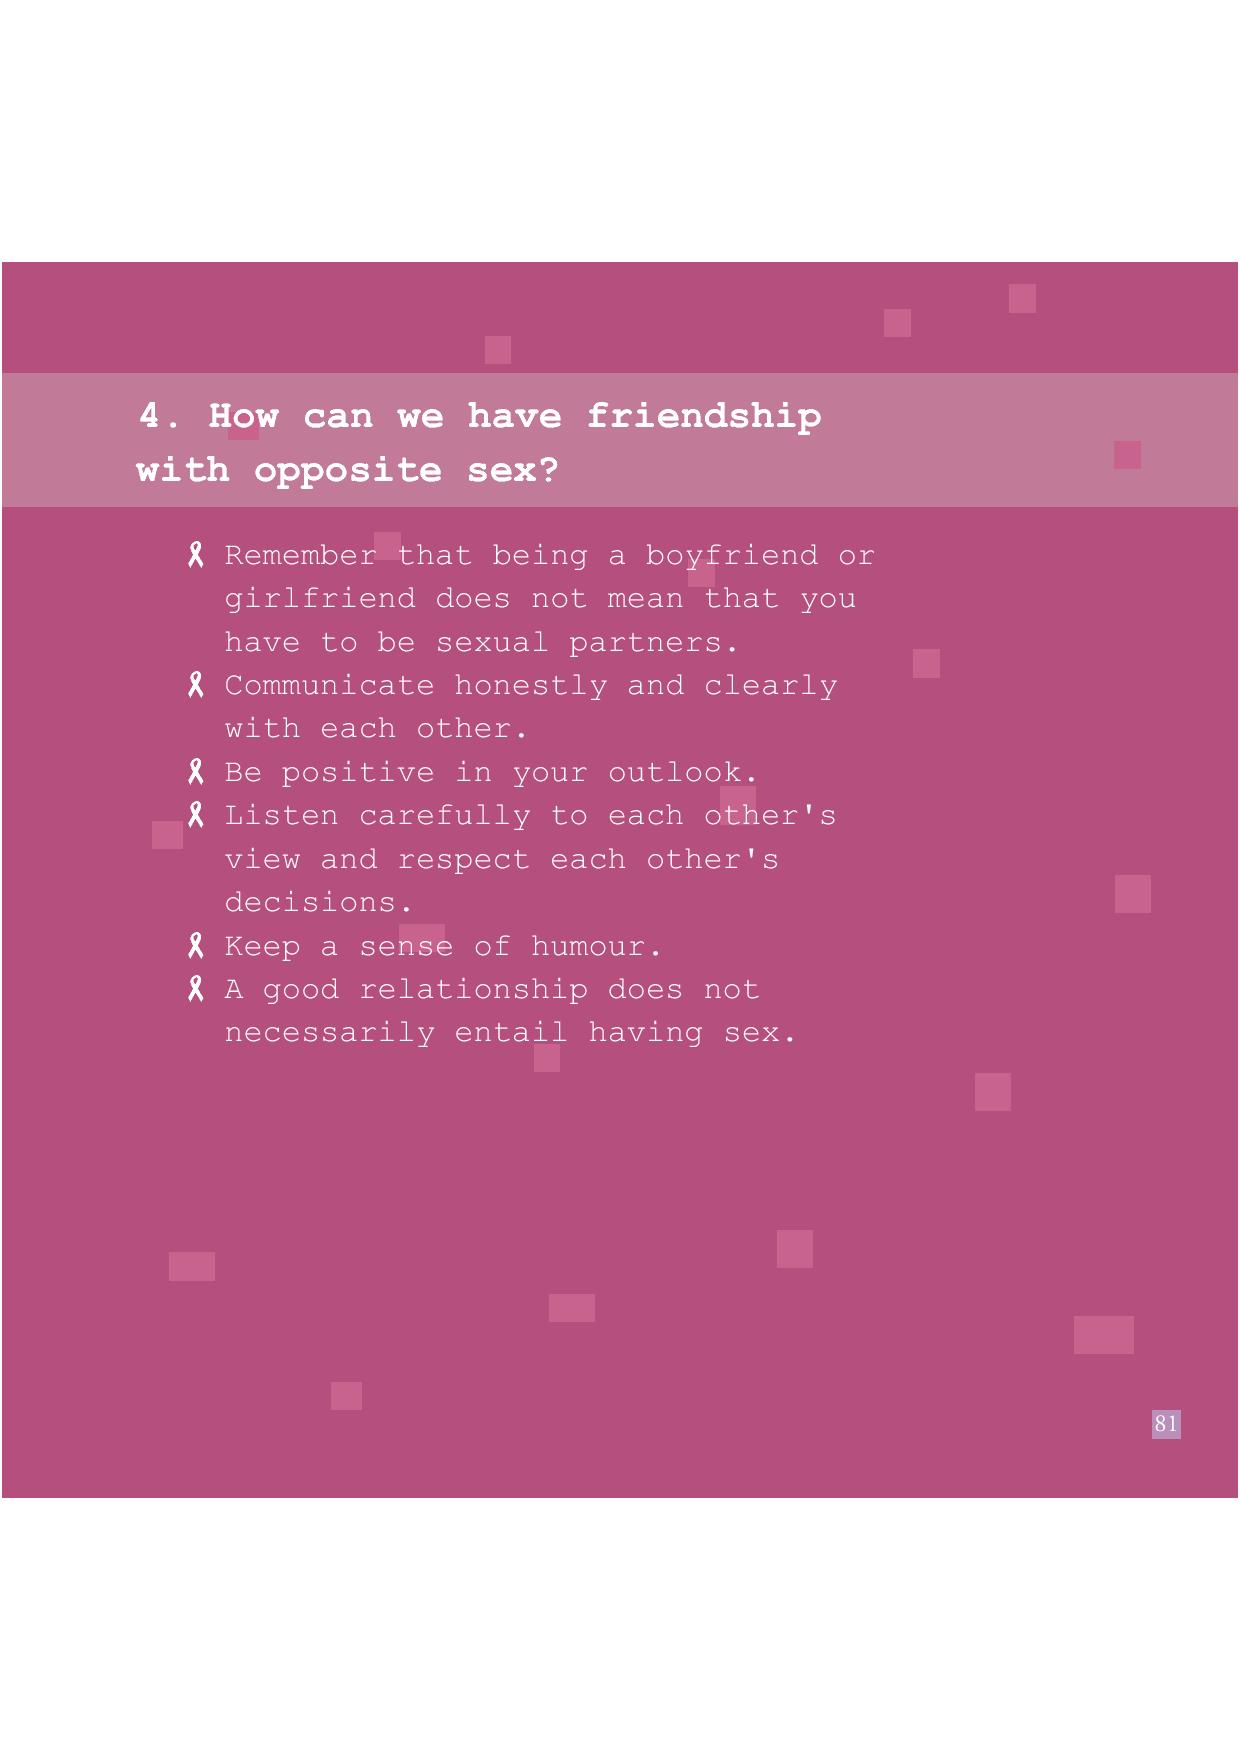 4. How can we have friendship
with opposite sex?
Remember that being a boyfriend or
girlfriend does not mean that you
have to be sexual partners.
Communicate honestly and clearly
with each other.
Be positive in your outlook.
Listen carefully to each other's
view and respect each other's
decisions.
Keep a sense of humour.
A good relationship does not
necessarily entail having sex.
81